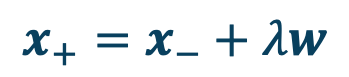 x₊ = x₋ + λw